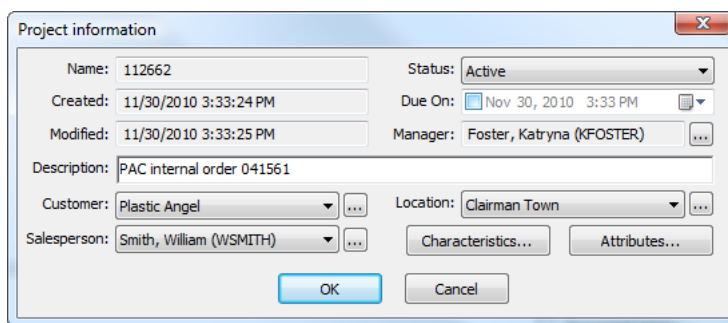 Project information
Name: 112662 Status: Active
Created: 11/30/2010 3:33:24 PM Due On: Nov 30, 2010 3:33 PM
Modified: 11/30/2010 3:33:25 PM Manager: Foster, Katryna (KFOSTER) ...
Description: PAC internal order 041561
Customer: Plastic Angel ... Location: Clairman Town ...
Salesperson: Smith, William (WSMITH) ... Characteristics... Attributes...
OK Cancel